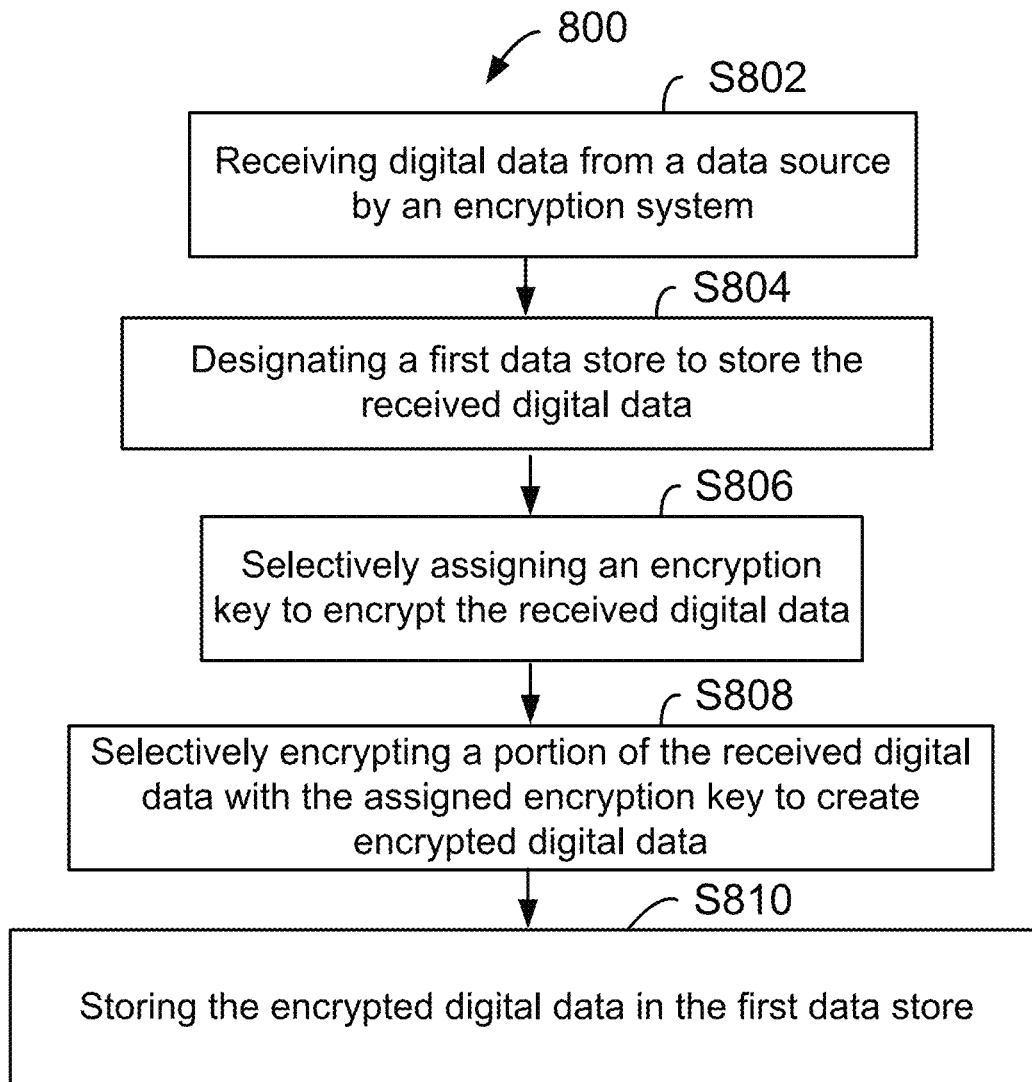 800
S802
Receiving digital data from a data source
by an encryption system
S804
Designating a first data store to store the
received digital data
S806
Selectively assigning an encryption
key to encrypt the received digital data
S808
Selectively encrypting a portion of the received digital
data with the assigned encryption key to create
encrypted digital data
S810
Storing the encrypted digital data in the first data store